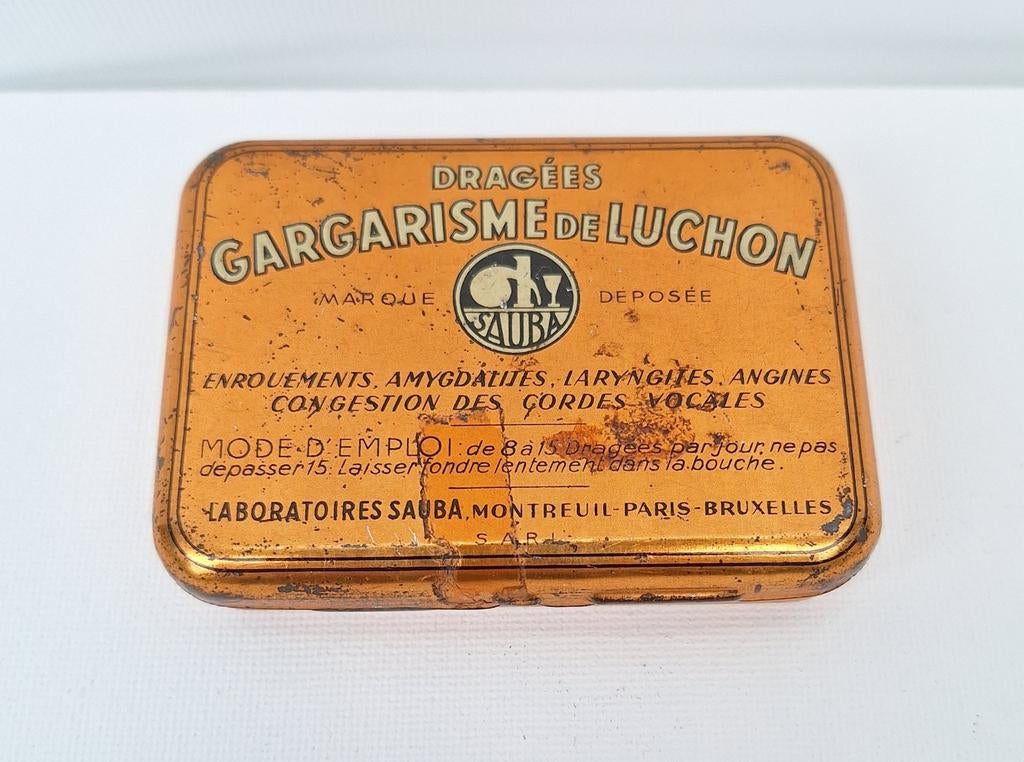 DRAGÉES
GARGARISME DE LUCHON
MARQUE DEPOSÉE
SAUBA
ENROUEMENTS, AMYGDALITES, LARYNGITES, ANGINES
CONGESTION DES CORDES VOCALES
MODE D'EMPLOI: de 8 à 15 Dragées par jour, ne pas
dépasser 15. Laisser fondre lentement dans la bouche.
LABORATOIRES SAUBA, MONTREUIL-PARIS-BRUXELLES
S.A.R.L.